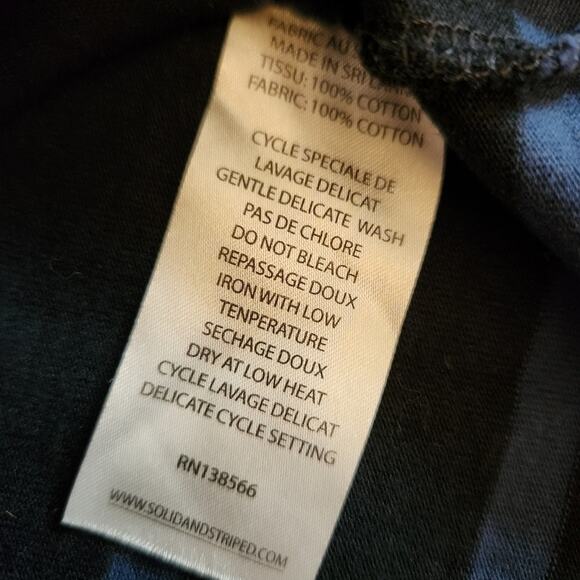 FABRIC AU
MADE IN SRI
TISSU: 100% COTTON
FABRIC: 100% COTTON
CYCLE SPECIALE DE
LAVAGE DELICAT
GENTLE DELICATE WASH
PAS DE CHLORE
DO NOT BLEACH
REPASSAGE DOUX
IRON WITH LOW
TENPERATURE
SECHAGE DOUX
DRY AT LOW HEAT
CYCLE LAVAGE DELICAT
DELICATE CYCLE SETTING
RN138566
WWW.SOLIDANDSTRIPED.COM